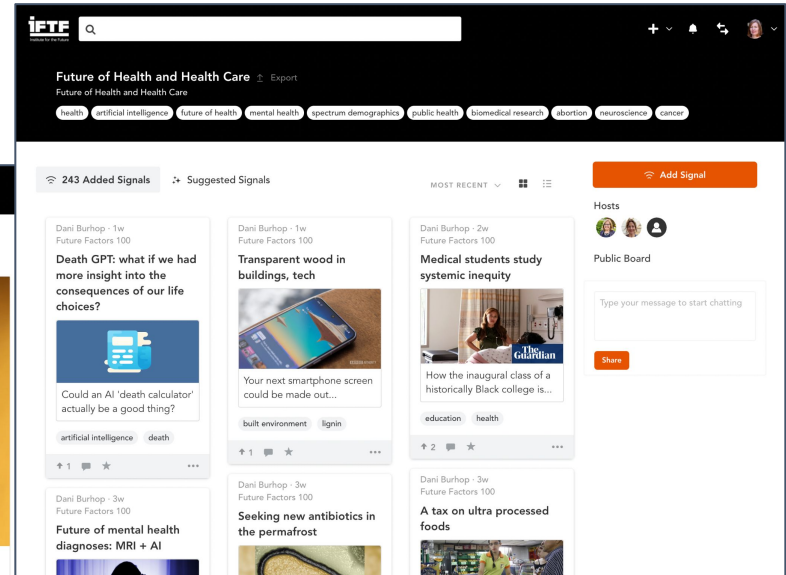 IFTF
Institute for the Future
Future of Health and Health Care Export
Future of Health and Health Care
health artificial intelligence future of health mental health spectrum demographics public health biomedical research abortion neuroscience cancer
243 Added Signals Suggested Signals
MOST RECENT
Add Signal
Hosts
Public Board
Type your message to start chatting
Share
Dani Burhop · 1w
Future Factors 100
Death GPT: what if we had
more insight into the
consequences of our life
choices?
Could an AI 'death calculator'
actually be a good thing?
artificial intelligence death
1
Dani Burhop · 1w
Future Factors 100
Transparent wood in
buildings, tech
Your next smartphone screen
could be made out...
built environment lignin
1
Dani Burhop · 2w
Future Factors 100
Medical students study
systemic inequity
The
Guardian
How the inaugural class of a
historically Black college is...
education health
2
Dani Burhop · 3w
Future Factors 100
Future of mental health
diagnoses: MRI + AI
Dani Burhop · 3w
Future Factors 100
Seeking new antibiotics in
the permafrost
Dani Burhop · 3w
Future Factors 100
A tax on ultra processed
foods